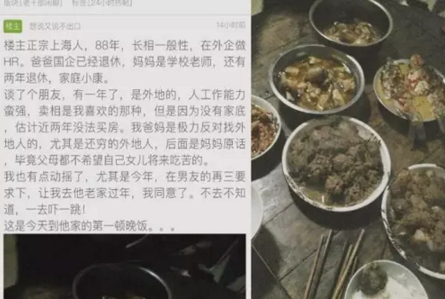 楼主
想说又说不出口
14小时前
楼主正宗上海人，88年，长相一般性，在外企做
HR。爸爸国企已经退休，妈妈是学校老师，还有
两年退休，家庭小康。
谈了个朋友，有一年了，是外地的，人工作能力
蛮强，卖相是我喜欢的那种，但是因为没有家底
，估计近两年没法买房。我爸妈是极力反对找外
地人的，尤其是还穷的外地人，后面是妈妈原话
，毕竟父母都不希望自己女儿将来吃苦的。
我也有点动摇了，尤其是今年，在男友的再三要
求下，让我去他老家过年，我同意了。不去不知
道，一去吓一跳！
这是今天到他家的第一顿晚饭。。。